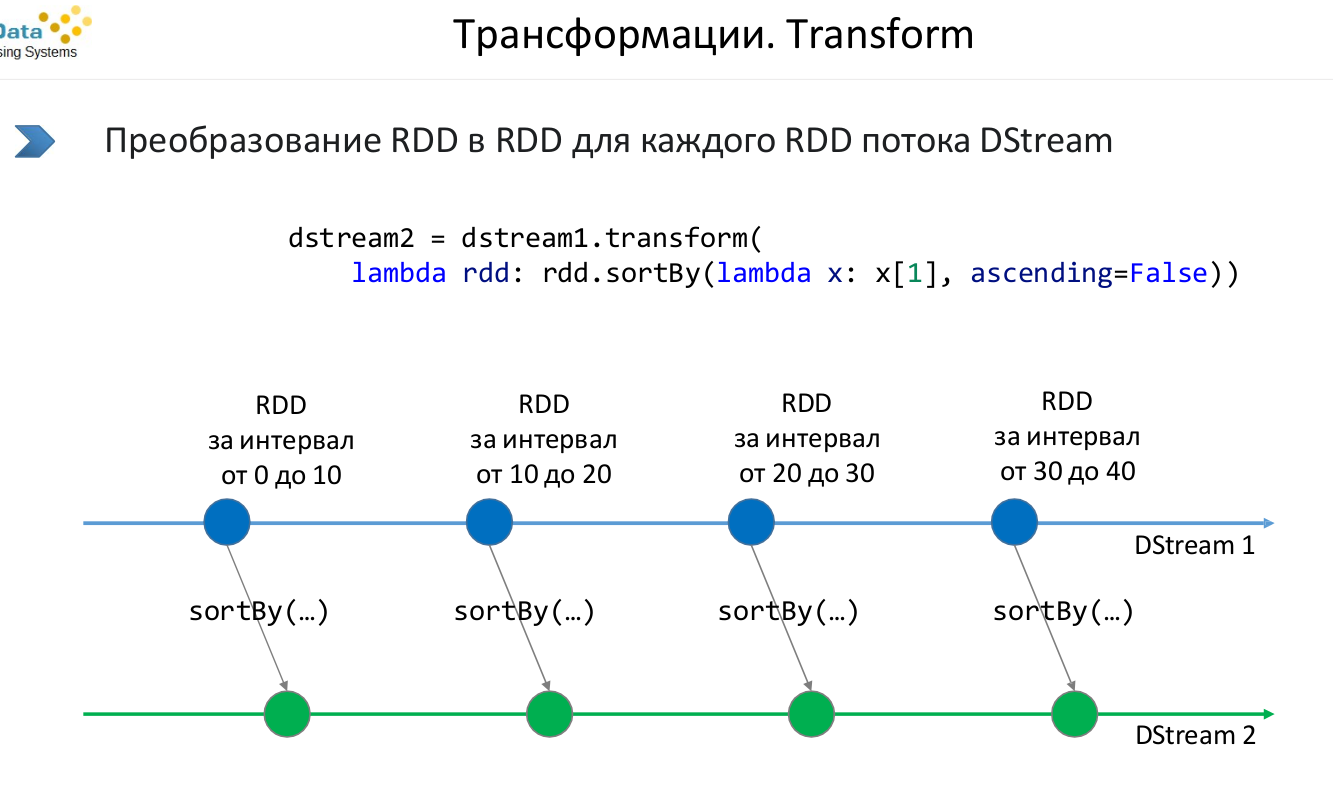 Data
sing Systems
Трансформации. Transform
Преобразование RDD в RDD для каждого RDD потока DStream
dstream2 = dstream1.transform(
lambda rdd: rdd.sortBy(lambda x: x[1], ascending=False))
RDD
за интервал
от 0 до 10
RDD
за интервал
от 10 до 20
RDD
за интервал
от 20 до 30
RDD
за интервал
от 30 до 40
DStream 1
sortBy(…)
sortBy(…)
sortBy(…)
sortBy(…)
DStream 2